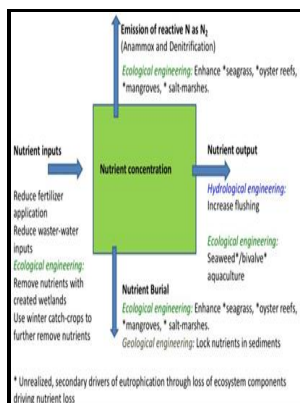 Emission of reactive N as N₂
(Anammox and Denitrification)
Ecological engineering: Enhance *seagrass, *oyster reefs,
*mangroves, * salt-marshes.
Nutrient inputs
Reduce fertilizer
application
Reduce waster-water
inputs
Ecological engineering:
Remove nutrients with
created wetlands
Use winter catch-crops to
further remove nutrients
Nutrient concentration
Nutrient output
Hydrological engineering:
Increase flushing
Ecological engineering:
Seaweed*/bivalve*
aquaculture
Nutrient Burial
Ecological engineering: Enhance *seagrass, *oyster reefs,
*mangroves, * salt-marshes.
Geological engineering: Lock nutrients in sediments
* Unrealized, secondary drivers of eutrophication through loss of ecosystem components
driving nutrient loss